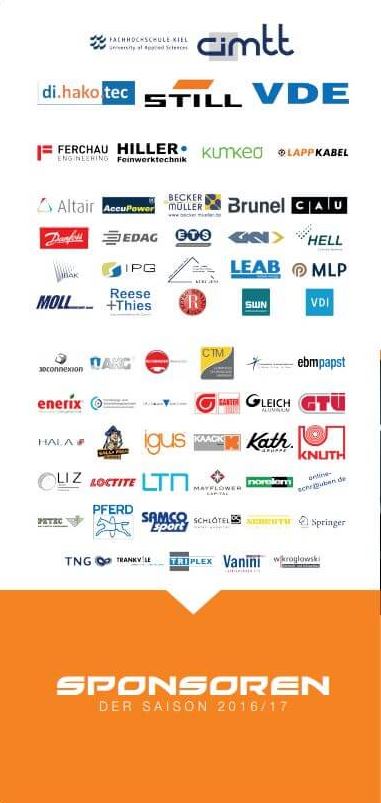 FACHHOCHSCHULE KIEL
University of Applied Sciences
cimtt
di.hako.tec
STILL
VDE
FERCHAU
ENGINEERING
HILLER
Feinwerktechnik
kumkeo
LAPP KABEL
Altair
AccuPower
BECKER
MÜLLER
www.becker-mueller.de
Brunel
CAU
Danfoss
EDAG
ETS
GKN
HELL
IBAK
IPG
LEAB
MLP
MOLL
Reese
+Thies
R
SWN
VDI
3DCONNEXION
CTM
ebmpapst
enerix
GANTER
GLEICH
ALUMINIUM
GTÜ
HALA
igus
KAACK
Kath.
GRUPPE
KNUTH
LIZ
LOCTITE
LTN
MAYFLOWER
CAPITAL
norelem
online-
schrauben.de
PETEC
PFERD
SAMCO
Sport
SCHLÖTEL
Springer
TNG
TRIPLEX
Vanini
w.kroglowski
SPONSOREN
DER SAISON 2016/17